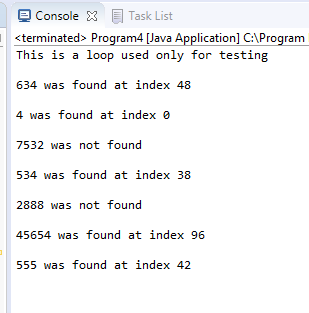 Console
Task List
<terminated> Program4 [Java Application] C:\Program
This is a loop used only for testing
634 was found at index 48
4 was found at index 0
7532 was not found
534 was found at index 38
2888 was not found
45654 was found at index 96
555 was found at index 42